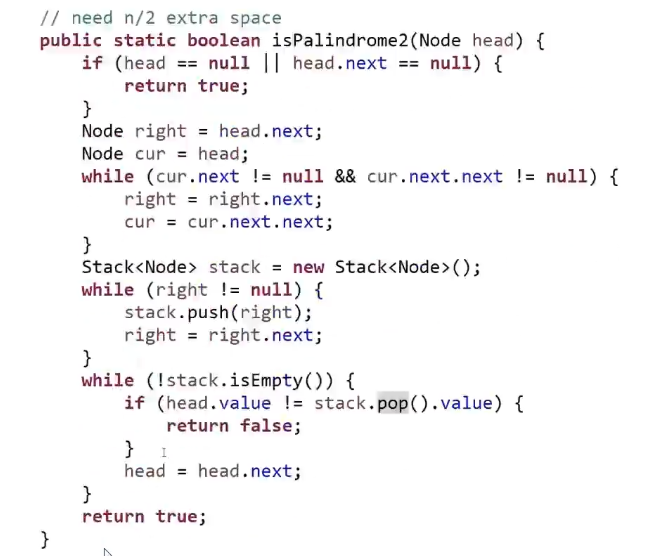 // need n/2 extra space
public static boolean isPalindrome2(Node head) {
    if (head == null || head.next == null) {
        return true;
    }
    Node right = head.next;
    Node cur = head;
    while (cur.next != null && cur.next.next != null) {
        right = right.next;
        cur = cur.next.next;
    }
    Stack<Node> stack = new Stack<Node>();
    while (right != null) {
        stack.push(right);
        right = right.next;
    }
    while (!stack.isEmpty()) {
        if (head.value != stack.pop().value) {
            return false;
        }
        head = head.next;
    }
    return true;
}